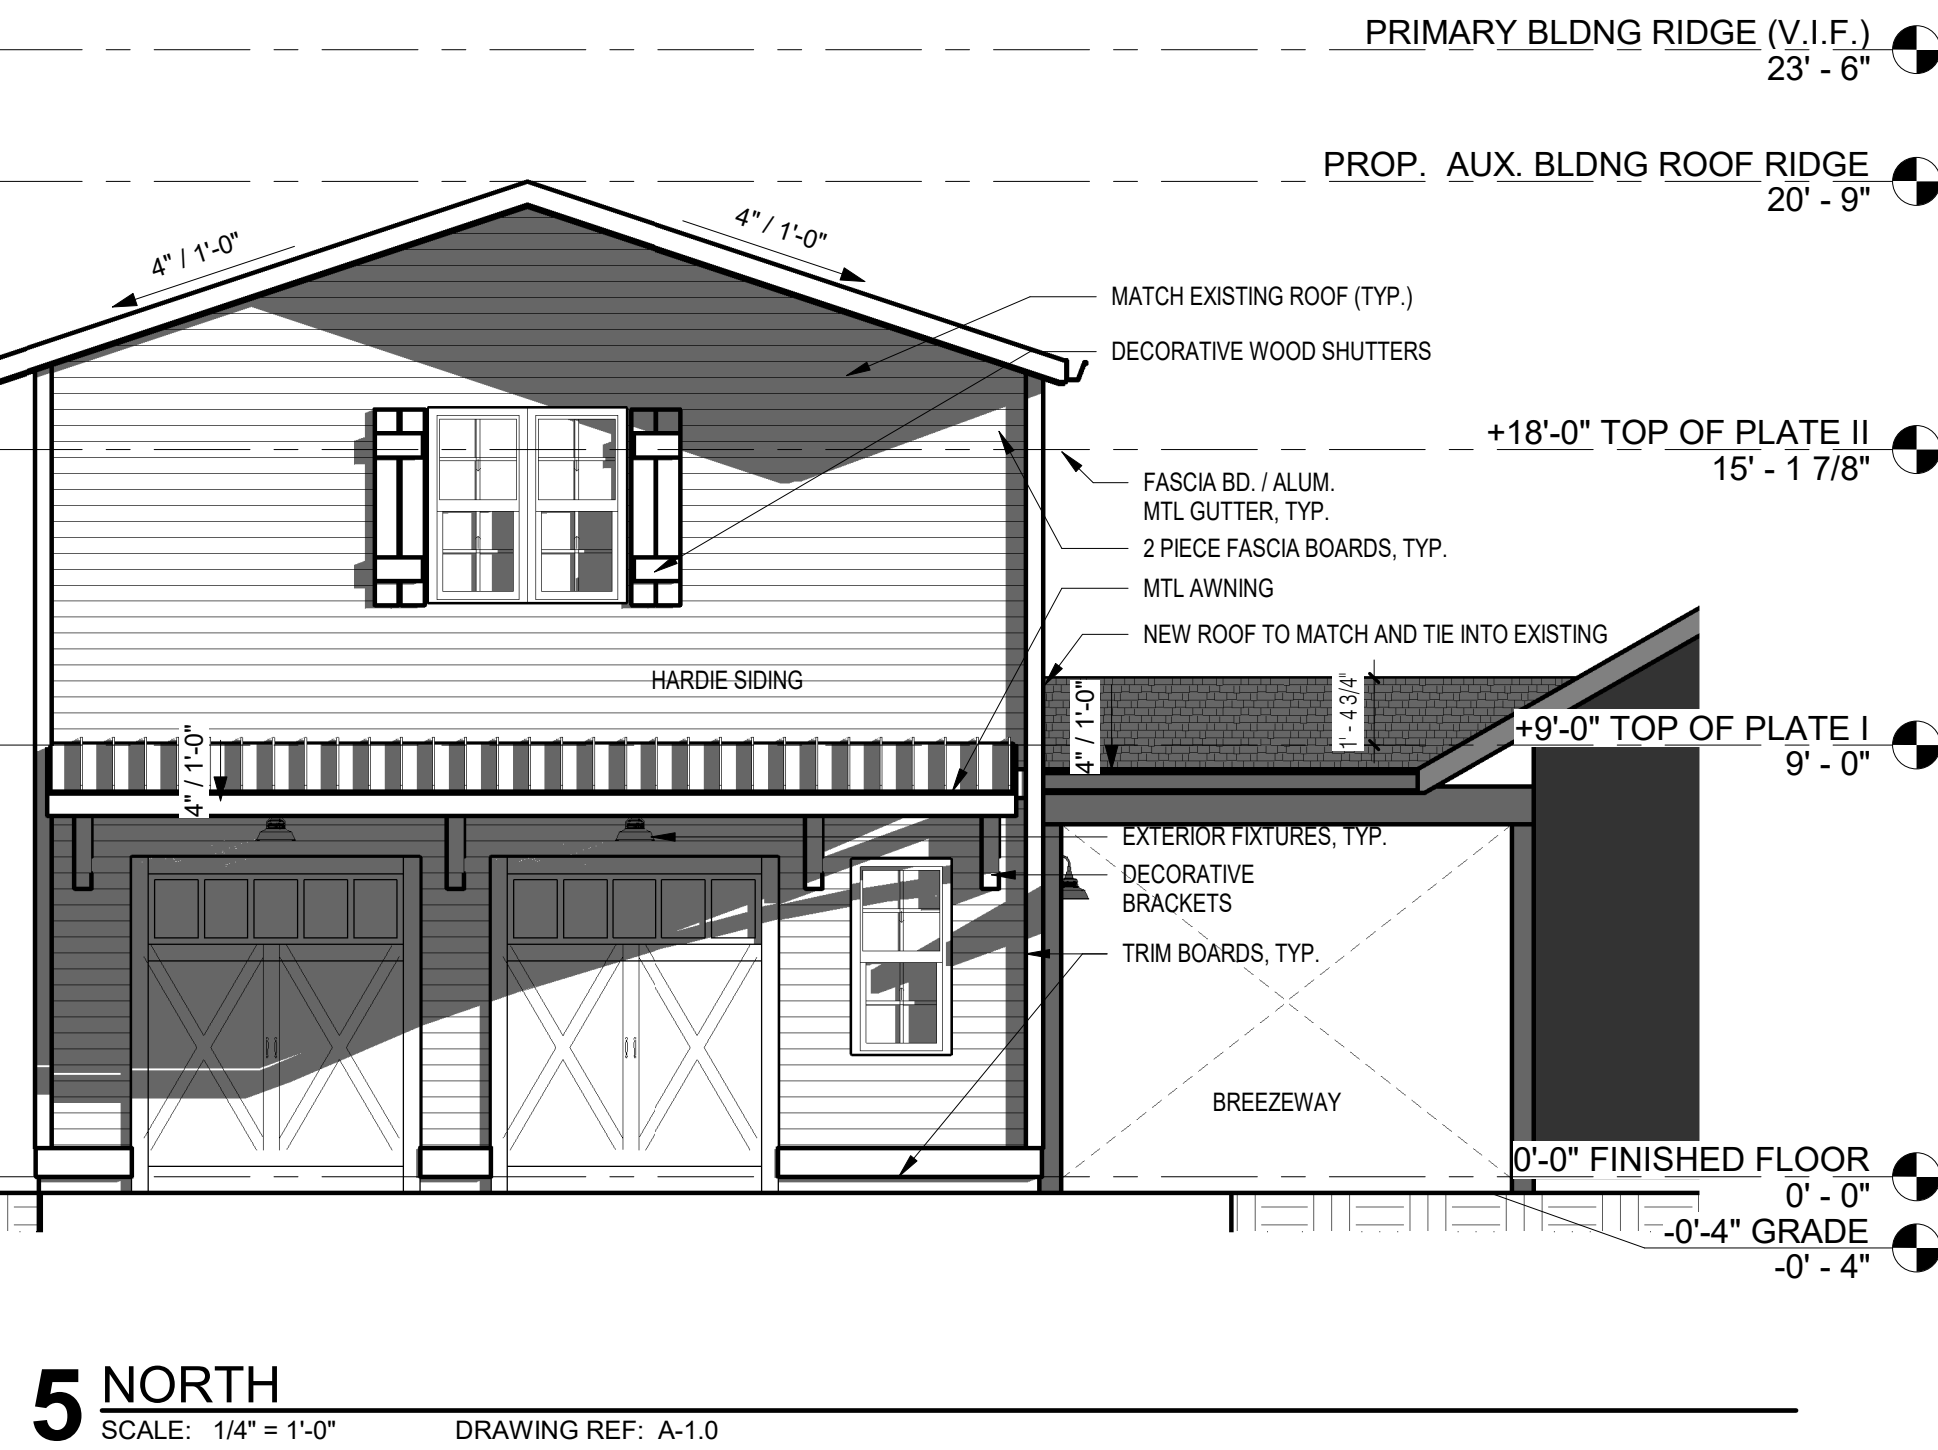 PRIMARY BLDNG RIDGE (V.I.F.)
23' - 6"
PROP. AUX. BLDNG ROOF RIDGE
20' - 9"
4" / 1'-0"
4" / 1'-0"
MATCH EXISTING ROOF (TYP.)
DECORATIVE WOOD SHUTTERS
+18'-0" TOP OF PLATE II
15' - 1 7/8"
FASCIA BD. / ALUM.
MTL GUTTER, TYP.
2 PIECE FASCIA BOARDS, TYP.
MTL AWNING
NEW ROOF TO MATCH AND TIE INTO EXISTING
HARDIE SIDING
4" / 1'-0"
4" / 1'-0"
1' - 4 3/4"
+9'-0" TOP OF PLATE I
9' - 0"
EXTERIOR FIXTURES, TYP.
DECORATIVE
BRACKETS
TRIM BOARDS, TYP.
BREEZEWAY
0'-0" FINISHED FLOOR
0' - 0"
-0'-4" GRADE
-0' - 4"
5 NORTH
SCALE: 1/4" = 1'-0" DRAWING REF: A-1.0